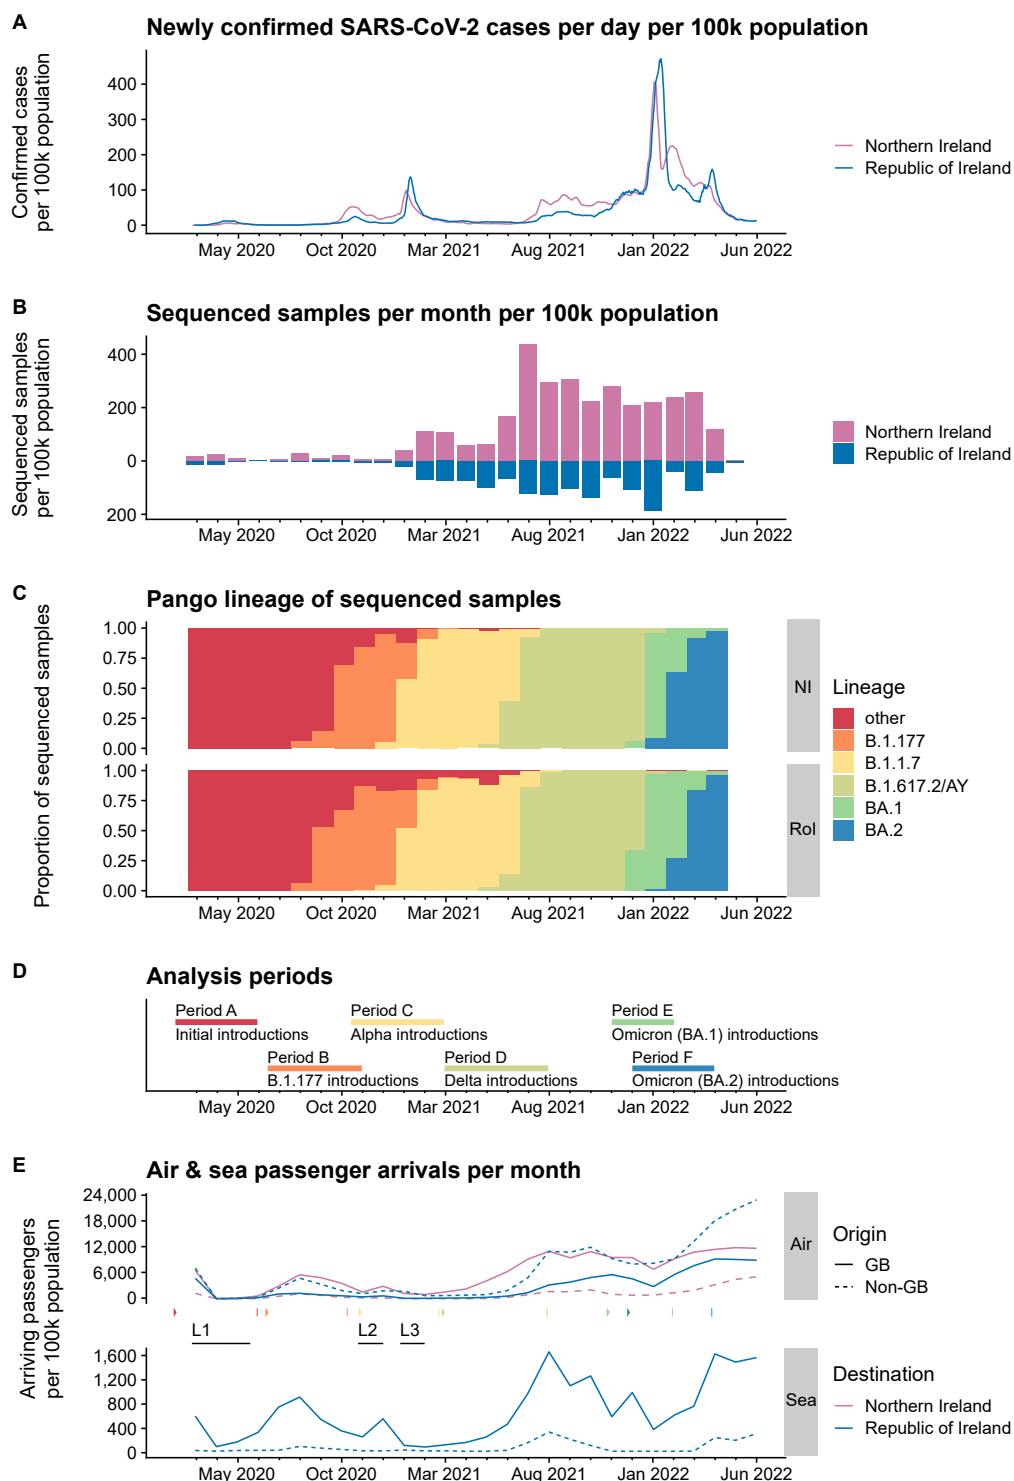 A
Newly confirmed SARS-CoV-2 cases per day per 100k population
Confirmed cases
per 100k population
400
300
200
100
0
May 2020 Oct 2020 Mar 2021 Aug 2021 Jan 2022 Jun 2022
Northern Ireland
Republic of Ireland
B
Sequenced samples per month per 100k population
Sequenced samples
per 100k population
400
200
0
200
May 2020 Oct 2020 Mar 2021 Aug 2021 Jan 2022 Jun 2022
Northern Ireland
Republic of Ireland
C
Pango lineage of sequenced samples
Proportion of sequenced samples
1.00
0.75
0.50
0.25
0.00
NI
1.00
0.75
0.50
0.25
0.00
RoI
May 2020 Oct 2020 Mar 2021 Aug 2021 Jan 2022 Jun 2022
Lineage
other
B.1.177
B.1.1.7
B.1.617.2/AY
BA.1
BA.2
D
Analysis periods
Period A
Initial introductions
Period B
B.1.177 introductions
Period C
Alpha introductions
Period D
Delta introductions
Period E
Omicron (BA.1) introductions
Period F
Omicron (BA.2) introductions
May 2020 Oct 2020 Mar 2021 Aug 2021 Jan 2022 Jun 2022
E
Air & sea passenger arrivals per month
Arriving passengers
per 100k population
24,000
18,000
12,000
6,000
0
Air
L1 L2 L3
1,600
1,200
800
400
0
Sea
May 2020 Oct 2020 Mar 2021 Aug 2021 Jan 2022 Jun 2022
Origin
GB
Non-GB
Destination
Northern Ireland
Republic of Ireland